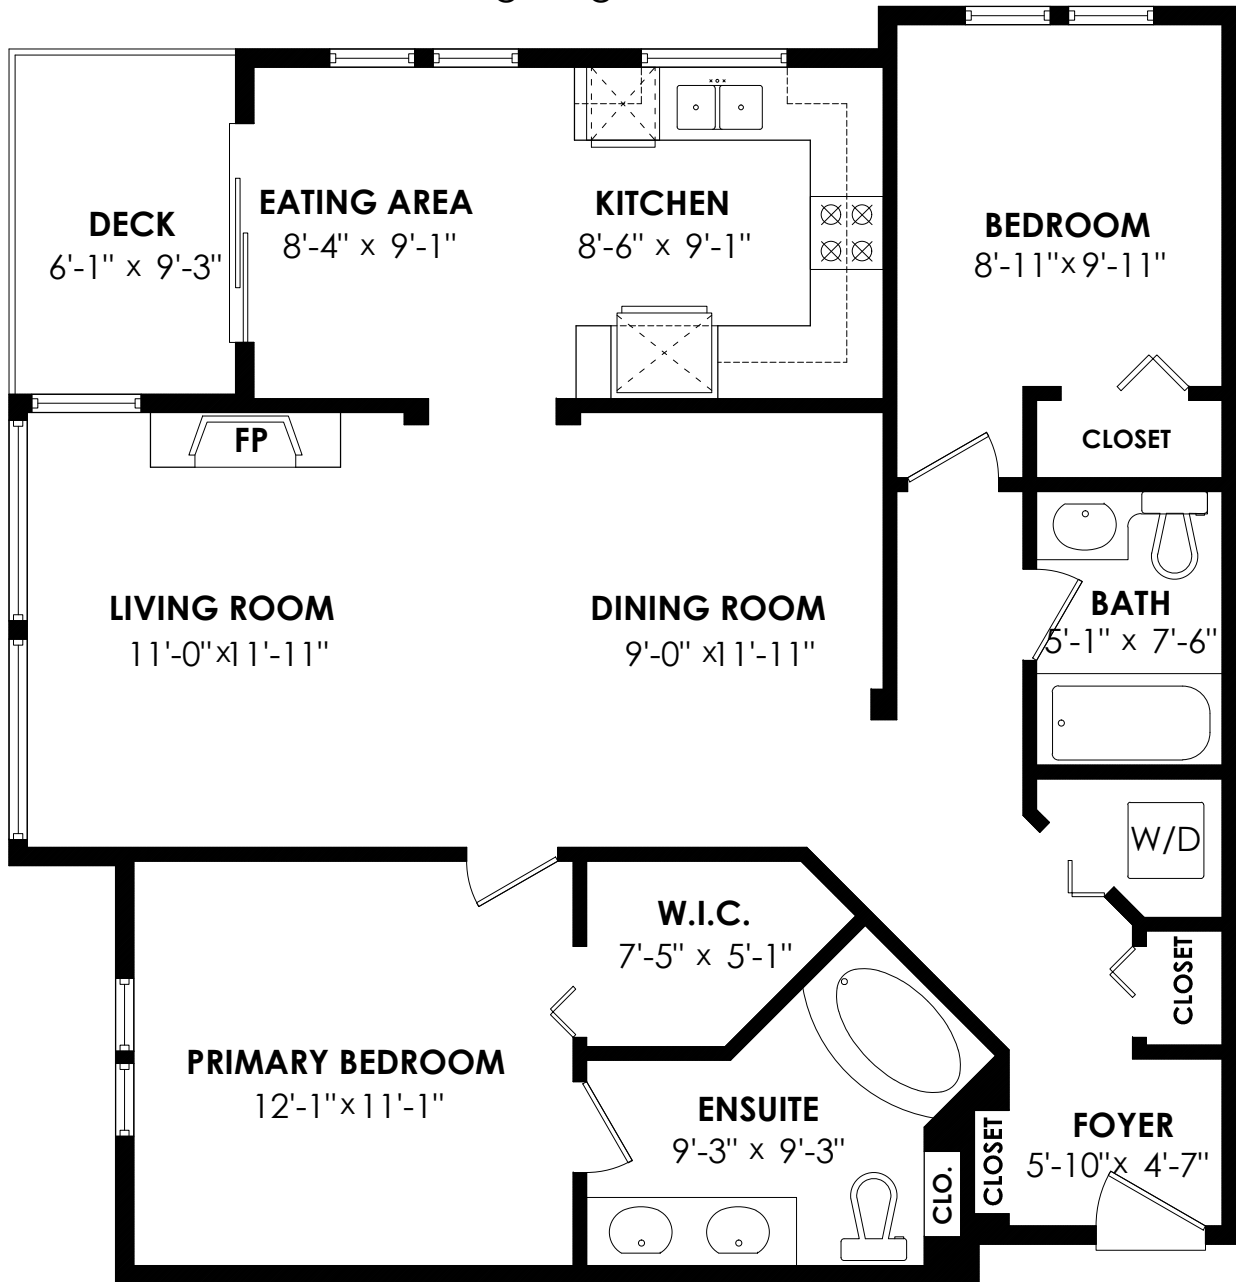 DECK
6'-1" x 9'-3"
EATING AREA
8'-4" x 9'-1"
KITCHEN
8'-6" x 9'-1"
BEDROOM
8'-11"x 9'-11"
FP
CLOSET
LIVING ROOM
11'-0"x11'-11"
DINING ROOM
9'-0" x11'-11"
BATH
5'-1" x 7'-6"
W/D
W.I.C.
7'-5" x 5'-1"
CLOSET
PRIMARY BEDROOM
12'-1"x 11'-1"
ENSUITE
9'-3" x 9'-3"
CLO.
CLOSET
FOYER
5'-10"x 4'-7"